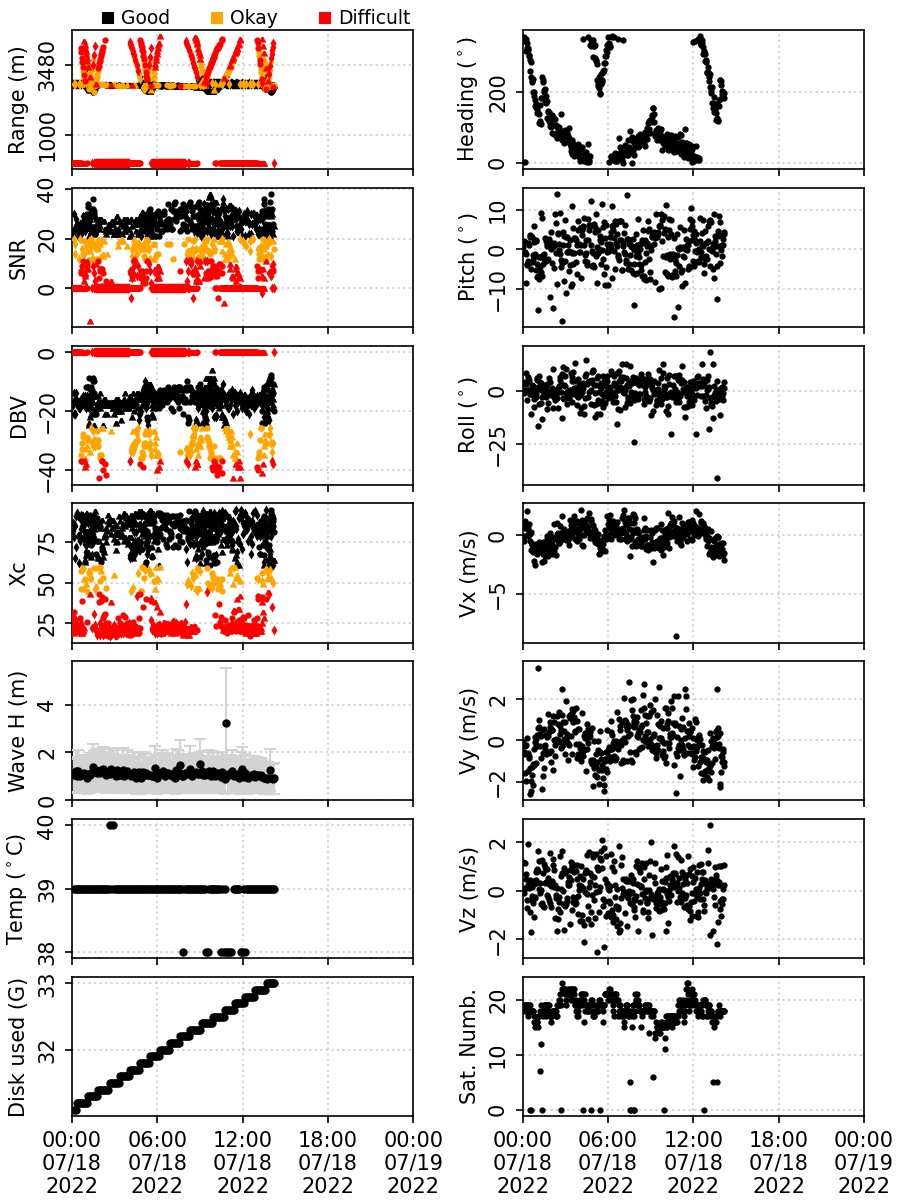 Good Okay Difficult
Range (m)
3480
1000
Heading (°)
200
0
SNR
40
20
0
Pitch (°)
10
0
−10
DBV
0
−20
−40
Roll (°)
0
−25
Xc
75
50
25
Vx (m/s)
0
−5
Wave H (m)
4
2
0
Vy (m/s)
2
0
−2
Temp (°C)
40
39
38
Vz (m/s)
2
0
−2
Disk used (G)
33
32
Sat. Numb.
20
10
0
00:00 06:00 12:00 18:00 00:00
07/18 07/18 07/18 07/18 07/19
2022 2022 2022 2022 2022
00:00 06:00 12:00 18:00 00:00
07/18 07/18 07/18 07/18 07/19
2022 2022 2022 2022 2022